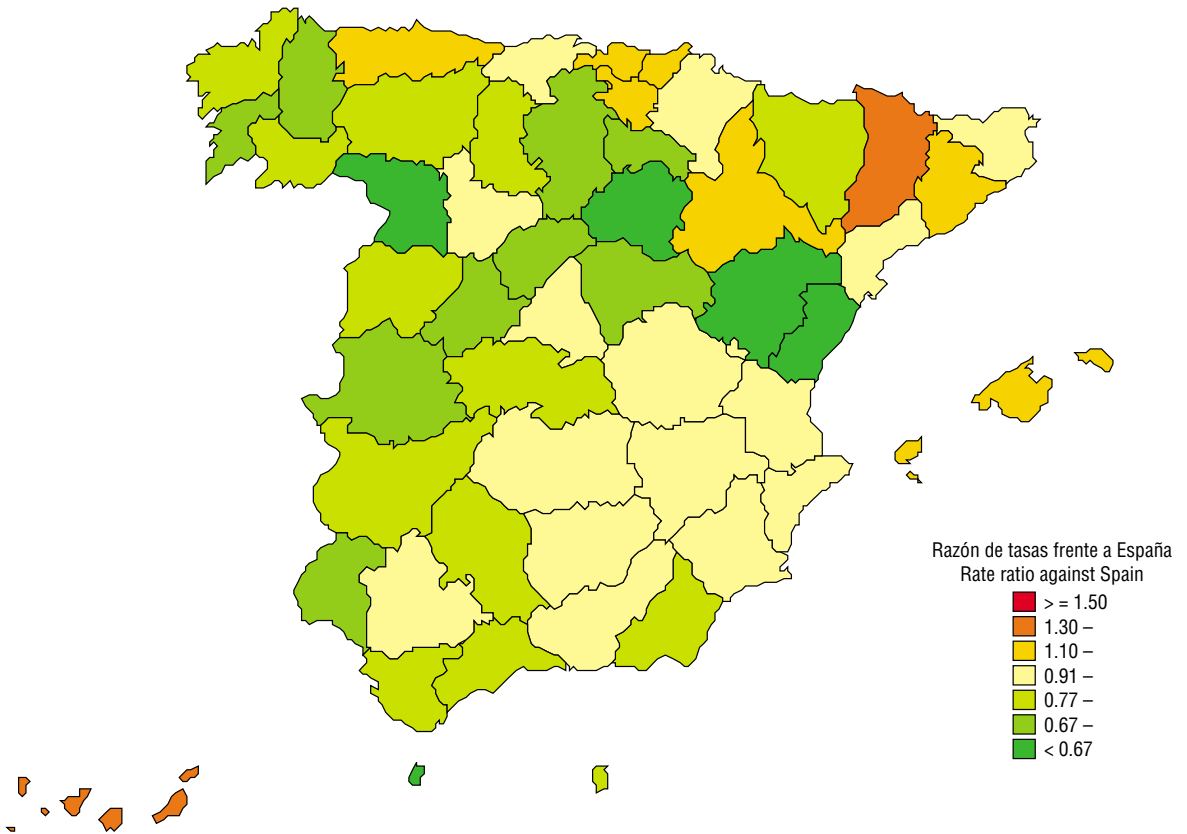 Razón de tasas frente a España
Rate ratio against Spain
> = 1.50
1.30 –
1.10 –
0.91 –
0.77 –
0.67 –
< 0.67